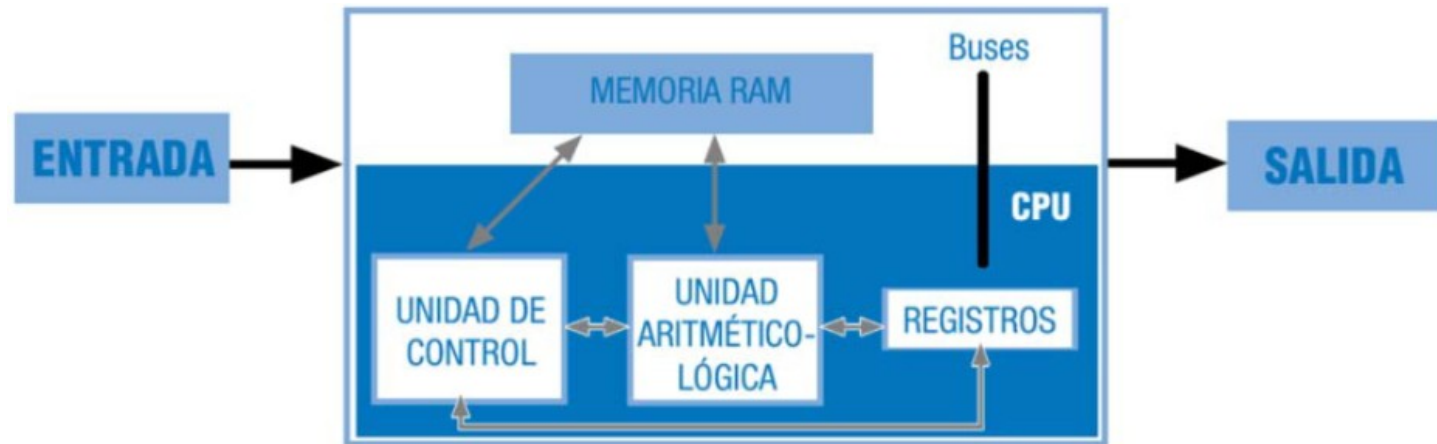 Buses
MEMORIA RAM
ENTRADA
SALIDA
CPU
UNIDAD DE
CONTROL
UNIDAD
ARITMÉTICO-
LÓGICA
REGISTROS